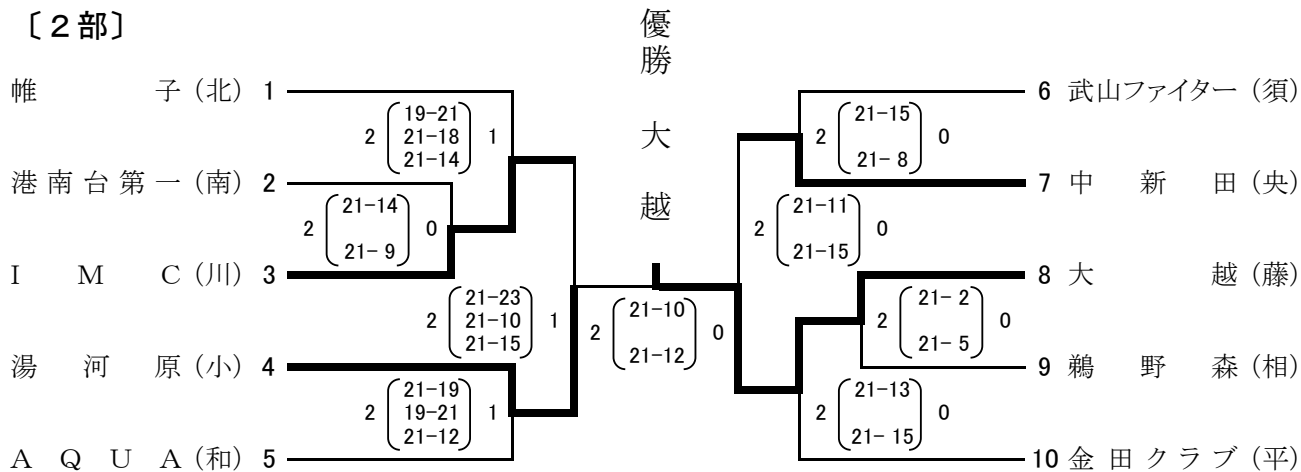 〔２部〕
優勝 大越
帷子（北） 1
19-21
2 21-18 1
21-14
港南台第一（南） 2
21-14
2 0
21- 9
I M C（川） 3
21-23
2 21-10 1
21-15
湯河原（小） 4
21-19
2 19-21 1
21-12
A Q U A（和） 5
21-10
2 0
21-12
6 武山ファイター（須）
21-15
2 0
21- 8
7 中新田（央）
21-11
2 0
21-15
8 大越（藤）
21- 2
2 0
21- 5
9 鵜野森（相）
21-13
2 0
21- 15
10 金田クラブ（平）